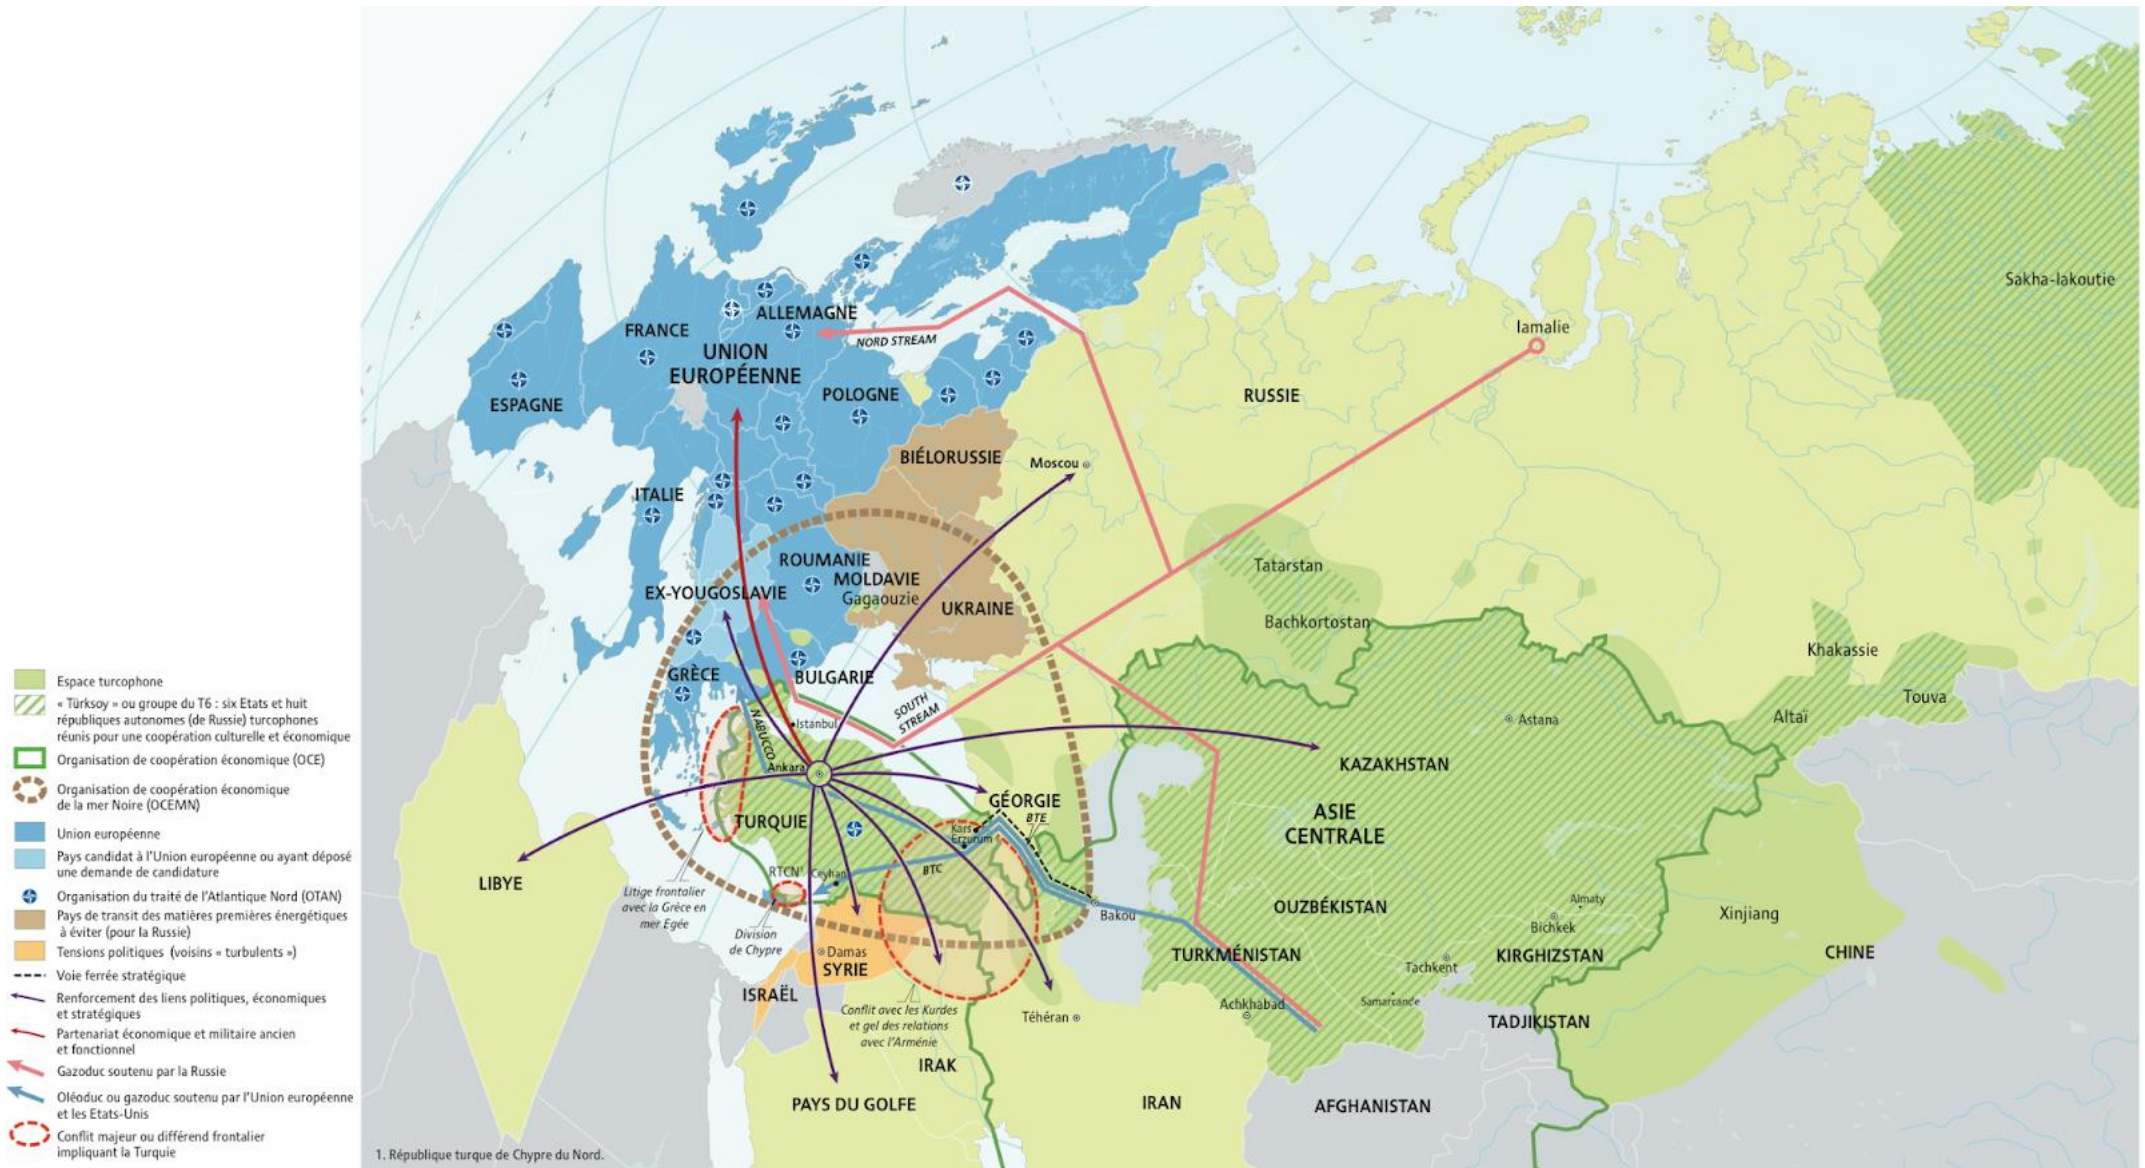 Sakha-Iakoutie
Iamalie
FRANCE
ALLEMAGNE
NORD STREAM
UNION
EUROPÉENNE
ESPAGNE
POLOGNE
RUSSIE
BIÉLORUSSIE
Moscou
ITALIE
ROUMANIE
MOLDAVIE
Gagaouzie
EX-YOUGOSLAVIE
UKRAINE
Tatarstan
Bachkortostan
Khakassie
Touva
Altaï
GRÈCE
BULGARIE
SOUTH
STREAM
NABUCCO
Istanbul
Ankara
Astana
KAZAKHSTAN
GÉORGIE
BTE
ASIE
CENTRALE
TURQUIE
Kars
Erzurum
BTC
RTCN¹
Ceyhan
LIBYE
Litige frontalier
avec la Grèce en
mer Egée
Division
de Chypre
Bakou
OUZBÉKISTAN
Almaty
Bichkek
Xinjiang
CHINE
Damas
SYRIE
ISRAËL
TURKMÉNISTAN
Tachkent
KIRGHIZSTAN
Achkhabad
Samarcande
TADJIKISTAN
Conflit avec les Kurdes
et gel des relations
avec l'Arménie
Téhéran
IRAK
PAYS DU GOLFE
IRAN
AFGHANISTAN
Espace turcophone
« Türksoy » ou groupe du T6 : six Etats et huit
républiques autonomes (de Russie) turcophones
réunis pour une coopération culturelle et économique
Organisation de coopération économique (OCE)
Organisation de coopération économique
de la mer Noire (OCEMN)
Union européenne
Pays candidat à l'Union européenne ou ayant déposé
une demande de candidature
Organisation du traité de l'Atlantique Nord (OTAN)
Pays de transit des matières premières énergétiques
à éviter (pour la Russie)
Tensions politiques (voisins « turbulents »)
Voie ferrée stratégique
Renforcement des liens politiques, économiques
et stratégiques
Partenariat économique et militaire ancien
et fonctionnel
Gazoduc soutenu par la Russie
Oléoduc ou gazoduc soutenu par l'Union européenne
et les Etats-Unis
Conflit majeur ou différend frontalier
impliquant la Turquie
1. République turque de Chypre du Nord.